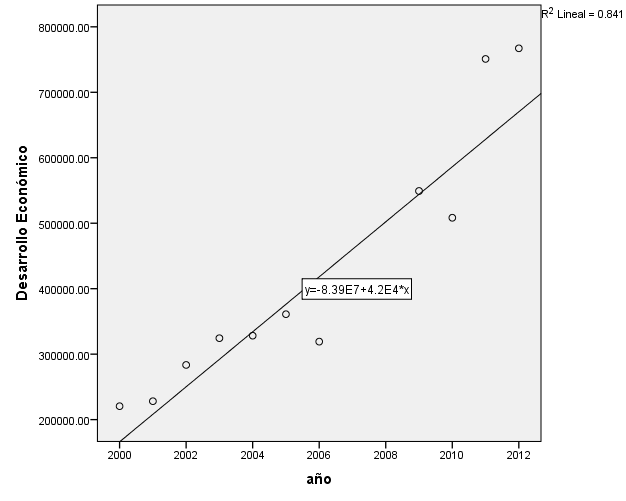 R2 Lineal = 0.841
800000.00
700000.00
600000.00
500000.00
400000.00
300000.00
200000.00
Desarrollo Económico
y=-8.39E7+4.2E4*x
2000 2002 2004 2006 2008 2010 2012
año